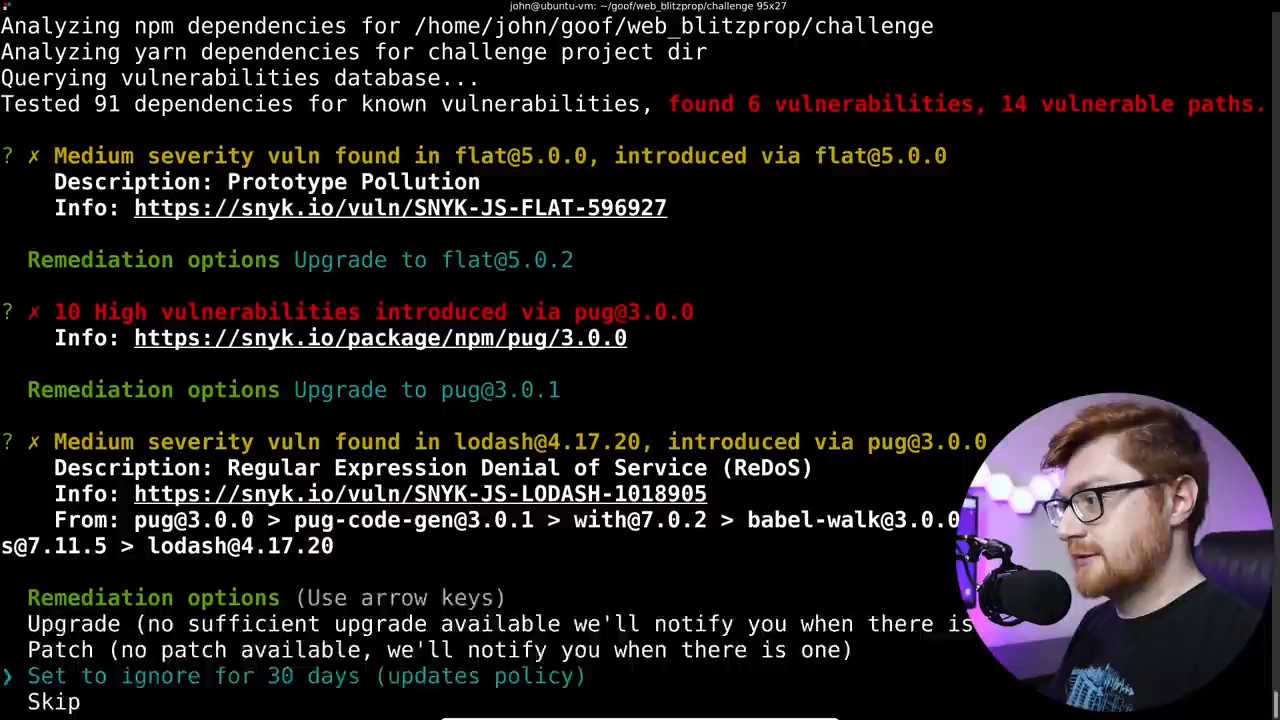 john@ubuntu-vm: ~/goof/web_blitzprop/challenge 95x27
Analyzing npm dependencies for /home/john/goof/web_blitzprop/challenge
Analyzing yarn dependencies for challenge project dir
Querying vulnerabilities database...
Tested 91 dependencies for known vulnerabilities, found 6 vulnerabilities, 14 vulnerable paths.
? ✗ Medium severity vuln found in flat@5.0.0, introduced via flat@5.0.0
Description: Prototype Pollution
Info: https://snyk.io/vuln/SNYK-JS-FLAT-596927
Remediation options Upgrade to flat@5.0.2
? ✗ 10 High vulnerabilities introduced via pug@3.0.0
Info: https://snyk.io/package/npm/pug/3.0.0
Remediation options Upgrade to pug@3.0.1
? ✗ Medium severity vuln found in lodash@4.17.20, introduced via pug@3.0.0
Description: Regular Expression Denial of Service (ReDoS)
Info: https://snyk.io/vuln/SNYK-JS-LODASH-1018905
From: pug@3.0.0 > pug-code-gen@3.0.1 > with@7.0.2 > babel-walk@3.0.0
s@7.11.5 > lodash@4.17.20
Remediation options (Use arrow keys)
Upgrade (no sufficient upgrade available we'll notify you when there is
Patch (no patch available, we'll notify you when there is one)
❯ Set to ignore for 30 days (updates policy)
Skip